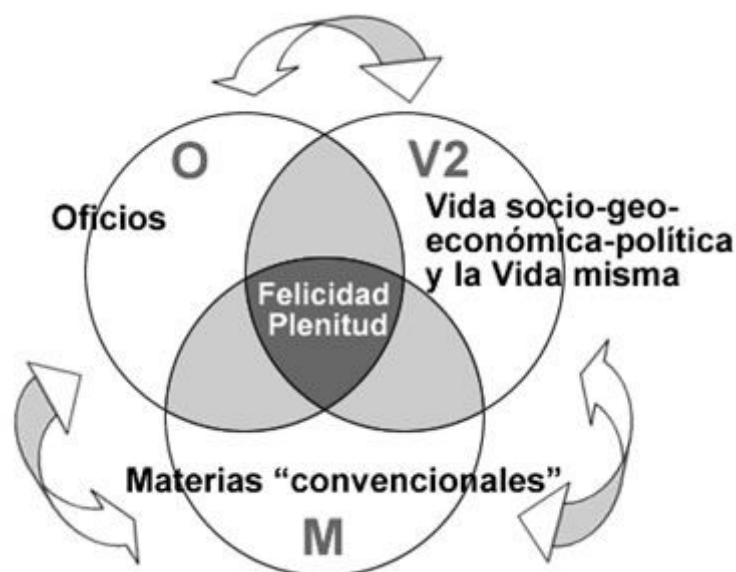 O
Oficios
V2
Vida socio-geo-
económica-política
y la Vida misma
Felicidad
Plenitud
Materias “convencionales”
M